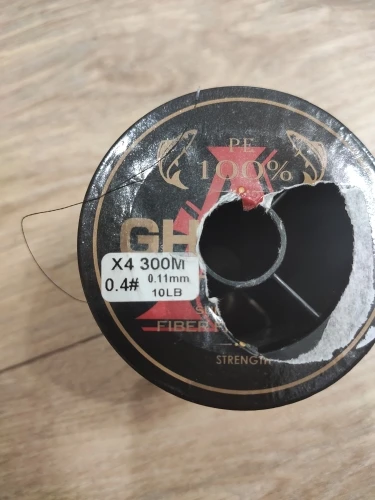 PE
100%
GH
X4 300M
0.4# 0.11mm
10LB
FIBER
STRENGTH